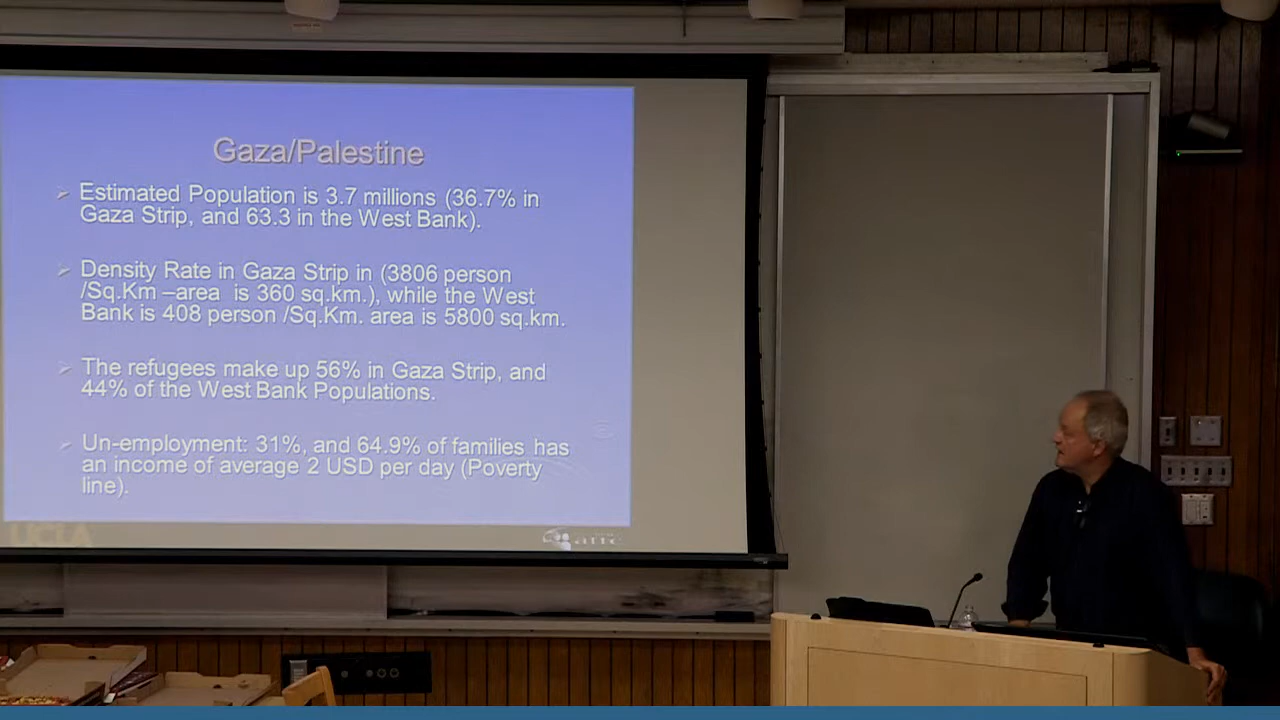 Gaza/Palestine
Estimated Population is 3.7 millions (36.7% in
Gaza Strip, and 63.3 in the West Bank).
Density Rate in Gaza Strip in (3806 person
/Sq.Km –area is 360 sq.km.), while the West
Bank is 408 person /Sq.Km. area is 5800 sq.km.
The refugees make up 56% in Gaza Strip, and
44% of the West Bank Populations.
Un-employment: 31%, and 64.9% of families has
an income of average 2 USD per day (Poverty
line).
UCLA
attc